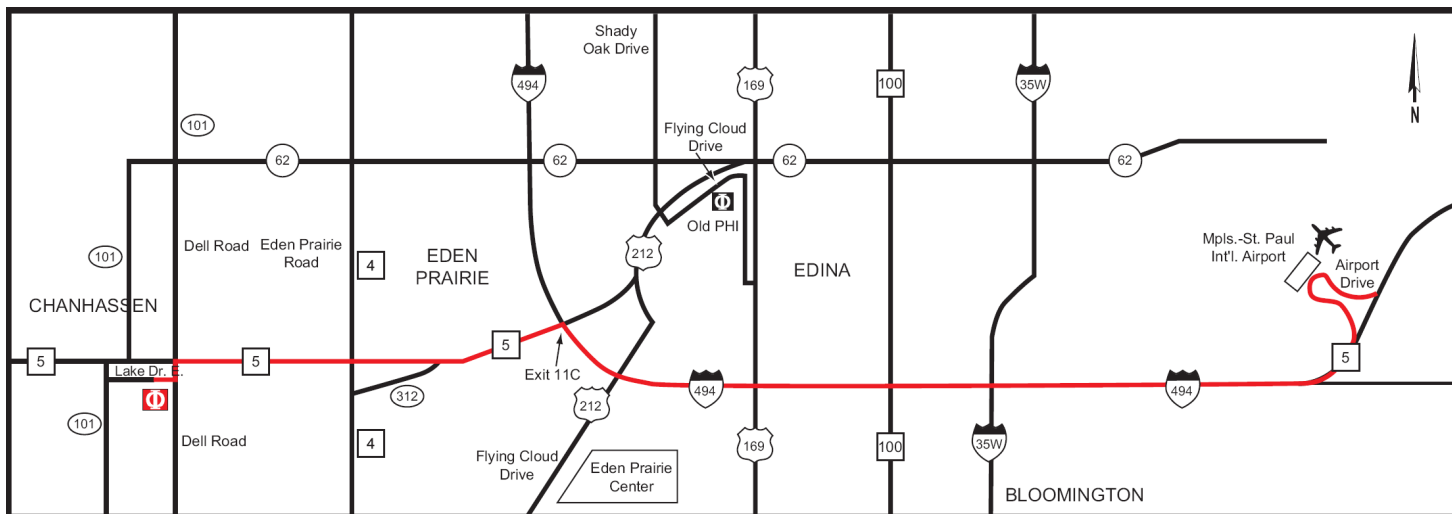 Shady
Oak Drive
494
169
100
35W
N
101
Flying Cloud
Drive
62
62
62
62
Φ
Old PHI
101
Dell Road
Eden Prairie
Road
4
EDEN
PRAIRIE
212
EDINA
Mpls.-St. Paul
Int'l. Airport
Airport
Drive
CHANHASSEN
5
5
5
5
Lake Dr. E.
Exit 11C
Φ
312
212
494
494
101
Dell Road
4
169
100
35W
Flying Cloud
Drive
Eden Prairie
Center
BLOOMINGTON